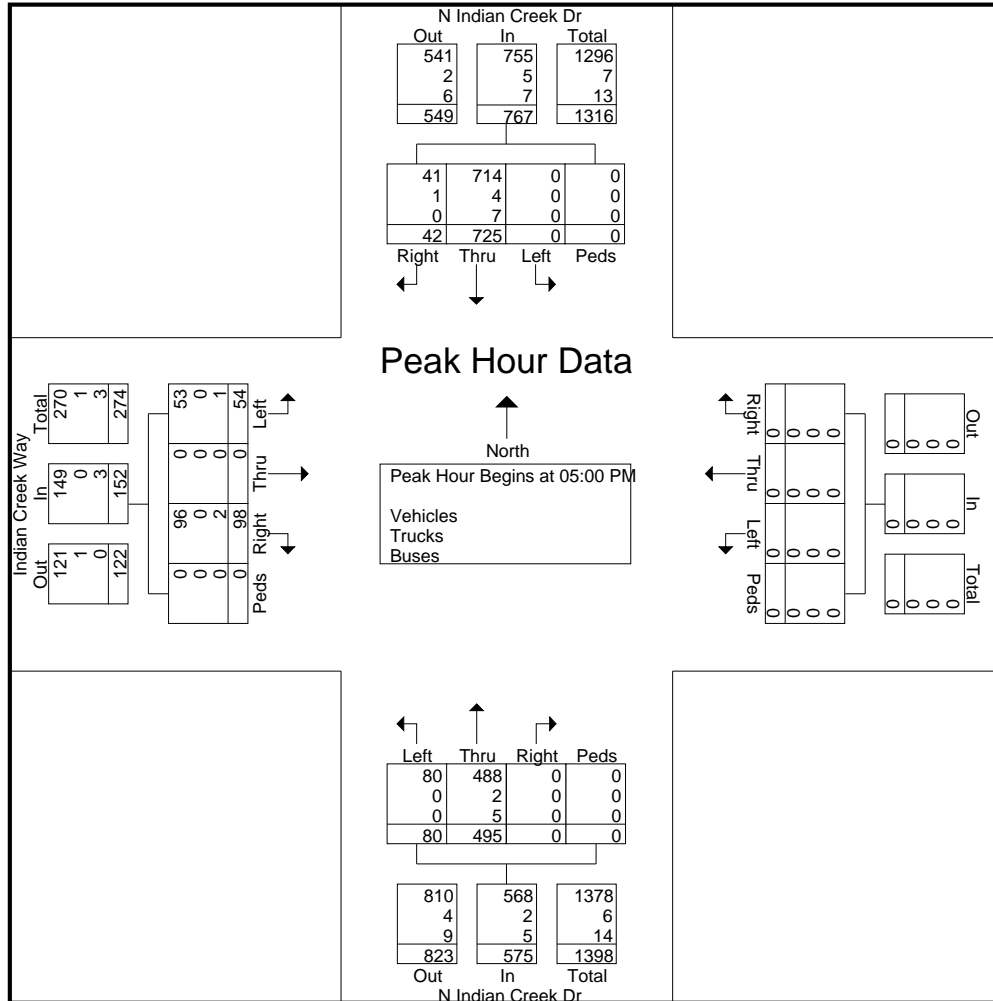 N Indian Creek Dr
Out In Total
541 755 1296
2 5 7
6 7 13
549 767 1316
41 714 0 0
1 4 0 0
0 7 0 0
42 725 0 0
Right Thru Left Peds
Peak Hour Data
North
Peak Hour Begins at 05:00 PM
Vehicles
Trucks
Buses
Indian Creek Way
Total In Out
270 149 121
1 0 1
3 3 0
274 152 122
53 0 96 0
0 0 0 0
1 0 2 0
54 0 98 0
Left Thru Right Peds
Right Thru Left Peds
0 0 0 0
0 0 0 0
0 0 0 0
0 0 0 0
Out In Total
0 0 0
0 0 0
0 0 0
0 0 0
Left Thru Right Peds
80 488 0 0
0 2 0 0
0 5 0 0
80 495 0 0
810 568 1378
4 2 6
9 5 14
823 575 1398
Out In Total
N Indian Creek Dr